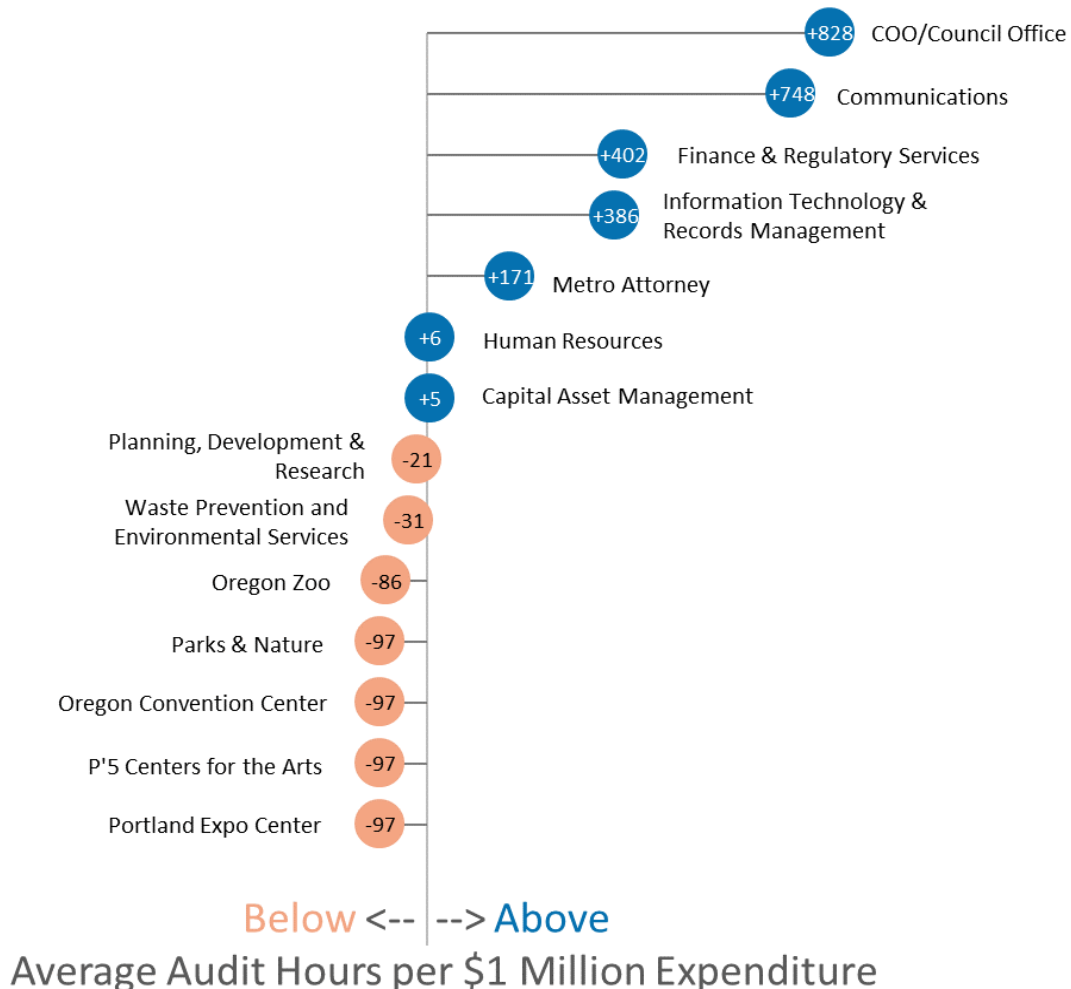 +828 COO/Council Office
+748 Communications
+402 Finance & Regulatory Services
+386 Information Technology &
Records Management
+171 Metro Attorney
+6 Human Resources
+5 Capital Asset Management
Planning, Development &
Research -21
Waste Prevention and
Environmental Services -31
Oregon Zoo -86
Parks & Nature -97
Oregon Convention Center -97
P'5 Centers for the Arts -97
Portland Expo Center -97
Below <-- --> Above
Average Audit Hours per $1 Million Expenditure